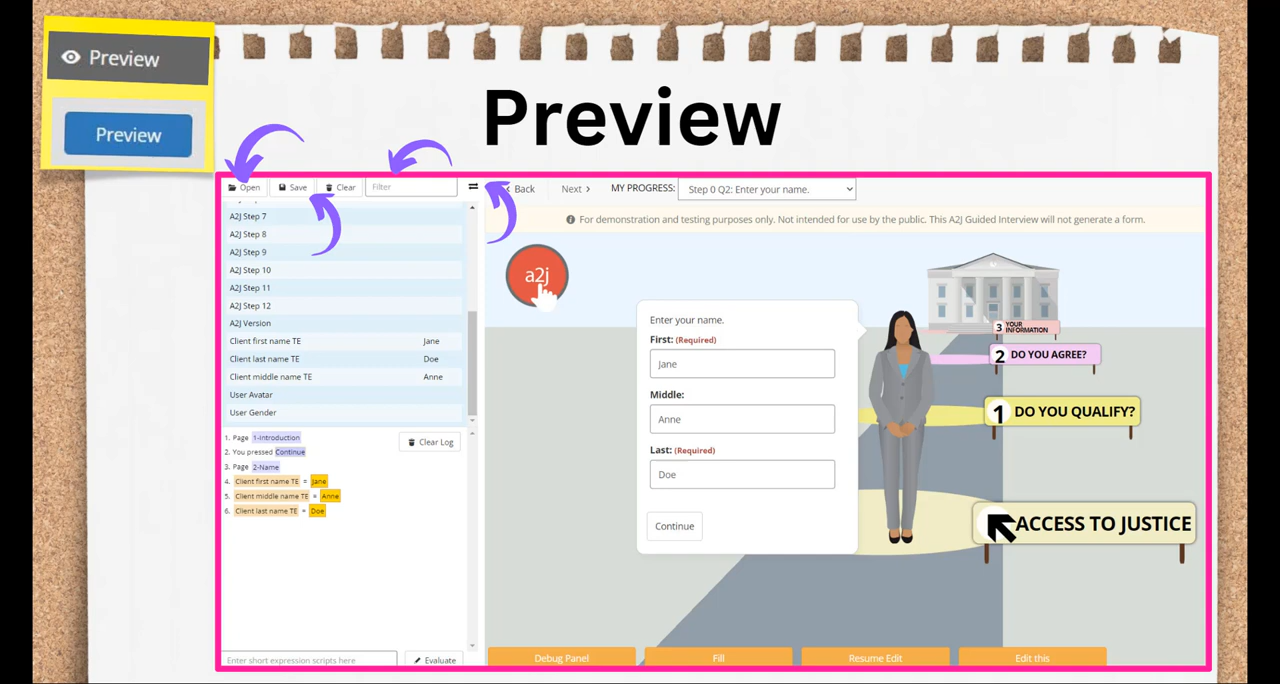 Preview
Preview
Preview
Open Save Clear Filter
Back Next MY PROGRESS: Step 0 Q2: Enter your name.
For demonstration and testing purposes only. Not intended for use by the public. This A2J Guided Interview will not generate a form.
A2J Step 7
A2J Step 8
A2J Step 9
A2J Step 10
A2J Step 11
A2J Step 12
A2J Version
Client first name TE Jane
Client last name TE Doe
Client middle name TE Anne
User Avatar
User Gender
1. Page 1-Introduction
Clear Log
2. You pressed Continue
3. Page 2-Name
4. Client first name TE = Jane
5. Client middle name TE = Anne
6. Client last name TE = Doe
Enter short expression scripts here
Evaluate
a2j
Enter your name.
First: (Required)
Jane
Middle:
Anne
Last: (Required)
Doe
Continue
3 YOUR
INFORMATION
2 DO YOU AGREE?
1 DO YOU QUALIFY?
ACCESS TO JUSTICE
Debug Panel Fill Resume Edit Edit this